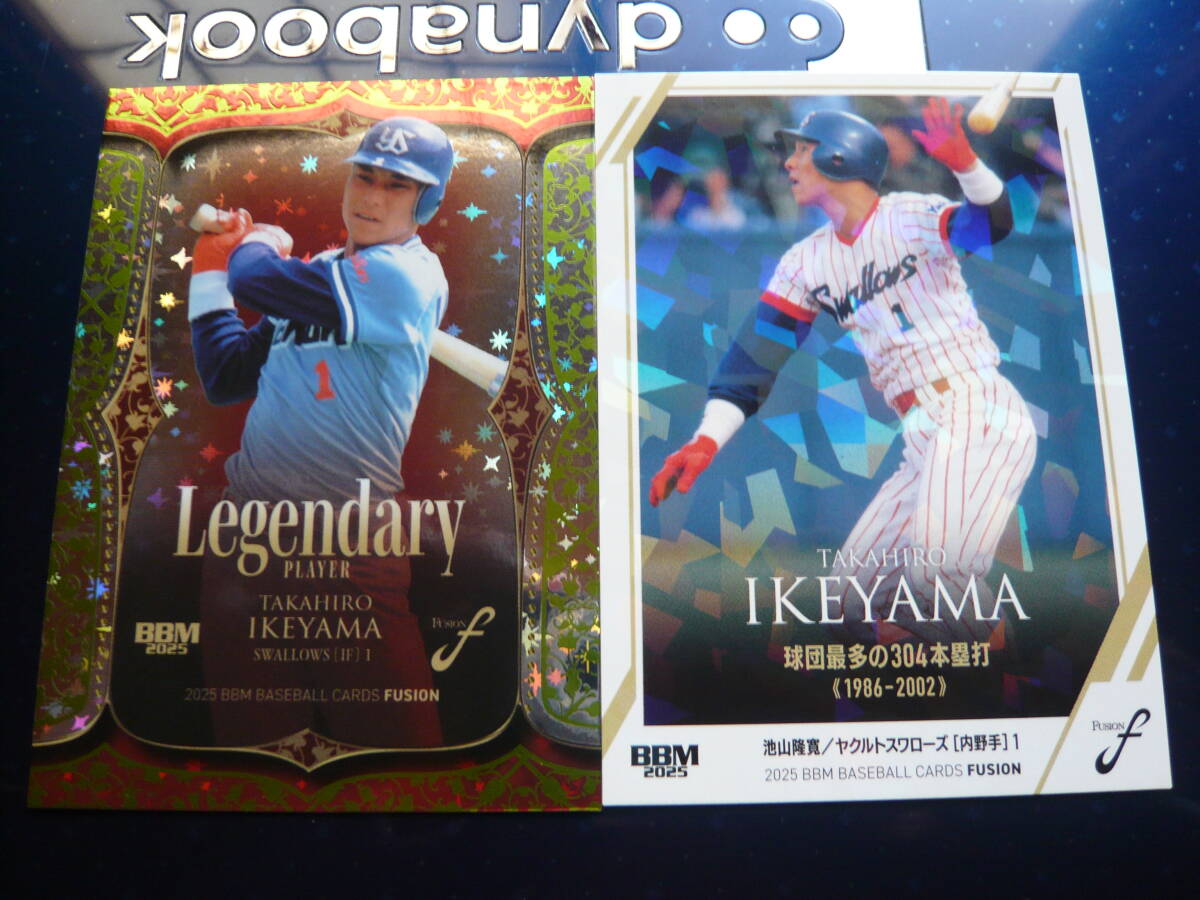 dynabook
YS
1
Legendary
PLAYER
TAKAHIRO
IKEYAMA
SWALLOWS [IF] 1
BBM
2025
FUSION
f
2025 BBM BASEBALL CARDS FUSION
Swallows
1
TAKAHIRO
IKEYAMA
球団最多の304本塁打
《1986-2002》
BBM
2025
池山隆寛／ヤクルトスワローズ [内野手] 1
2025 BBM BASEBALL CARDS FUSION
FUSION
f